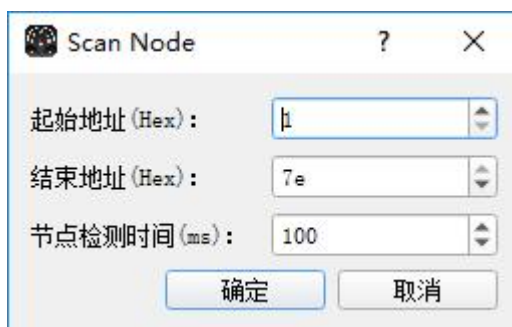 Scan Node ?
起始地址(Hex): 1
结束地址(Hex): 7e
节点检测时间(ms): 100
确定 取消